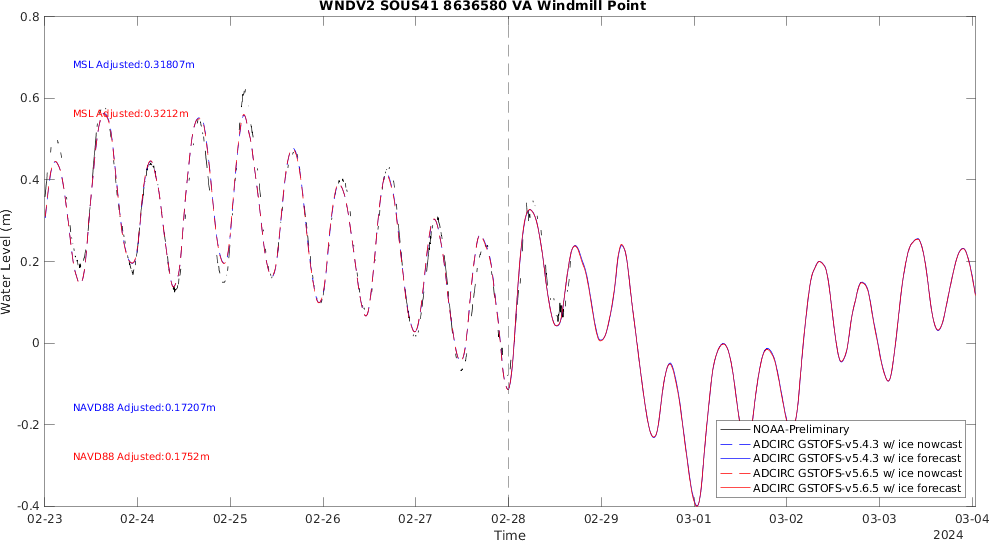 WNDV2 SOUS41 8636580 VA Windmill Point
0.8
MSL Adjusted:0.31807m
0.6
MSL Adjusted:0.3212m
0.4
0.2
0
NAVD88 Adjusted:0.17207m
-0.2
NAVD88 Adjusted:0.1752m
-0.4
Water Level (m)
NOAA-Preliminary
ADCIRC GSTOFS-v5.4.3 w/ ice nowcast
ADCIRC GSTOFS-v5.4.3 w/ ice forecast
ADCIRC GSTOFS-v5.6.5 w/ ice nowcast
ADCIRC GSTOFS-v5.6.5 w/ ice forecast
02-23 02-24 02-25 02-26 02-27 02-28 02-29 03-01 03-02 03-03 03-04
Time
2024